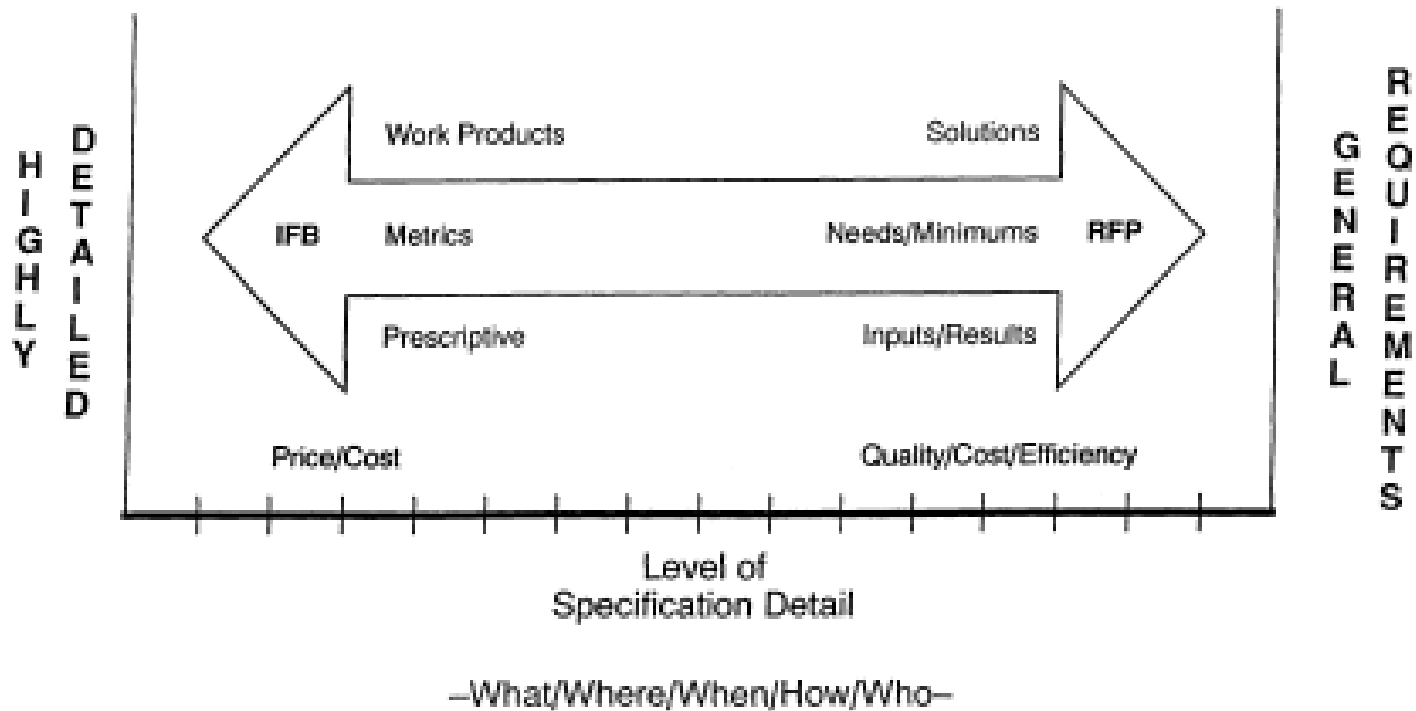 HIGHLY
DETAILED
Work Products
Solutions
IFB
Metrics
Needs/Minimums
RFP
Prescriptive
Inputs/Results
Price/Cost
Quality/Cost/Efficiency
GENERAL
REQUIREMENTS
Level of
Specification Detail
–What/Where/When/How/Who–